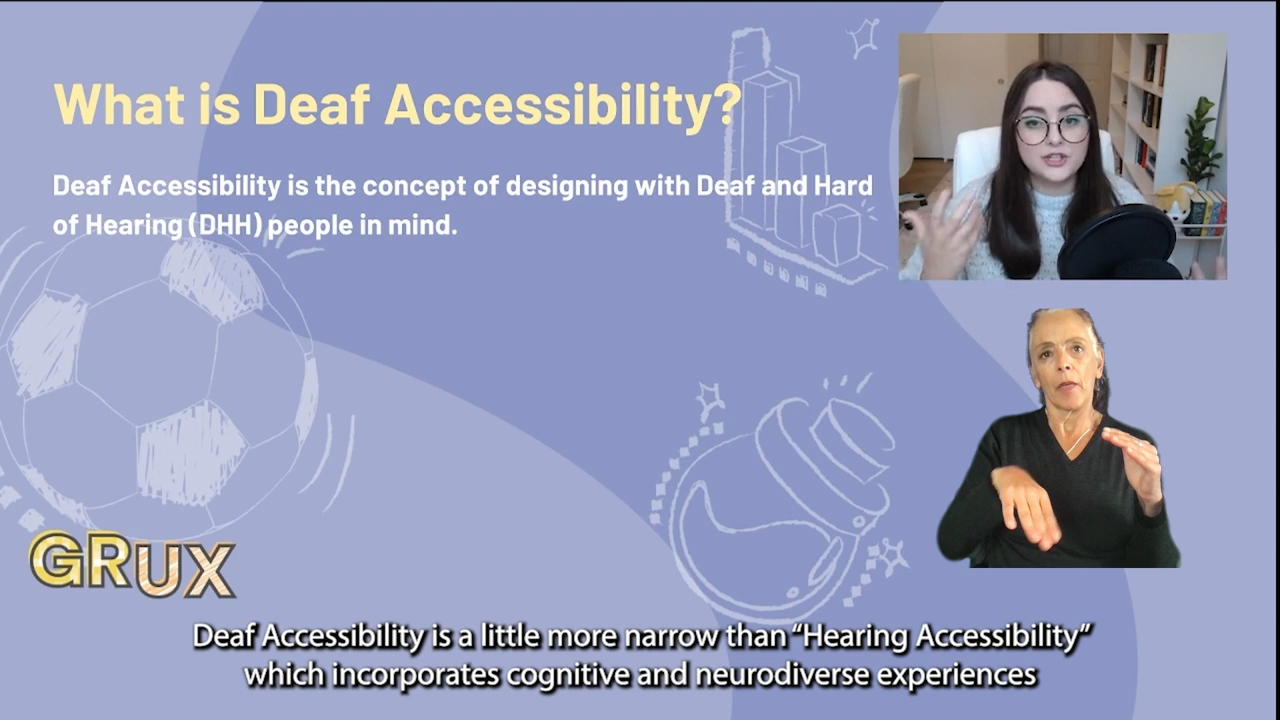 What is Deaf Accessibility?
Deaf Accessibility is the concept of designing with Deaf and Hard
of Hearing (DHH) people in mind.
GRUX
Deaf Accessibility is a little more narrow than “Hearing Accessibility”
which incorporates cognitive and neurodiverse experiences